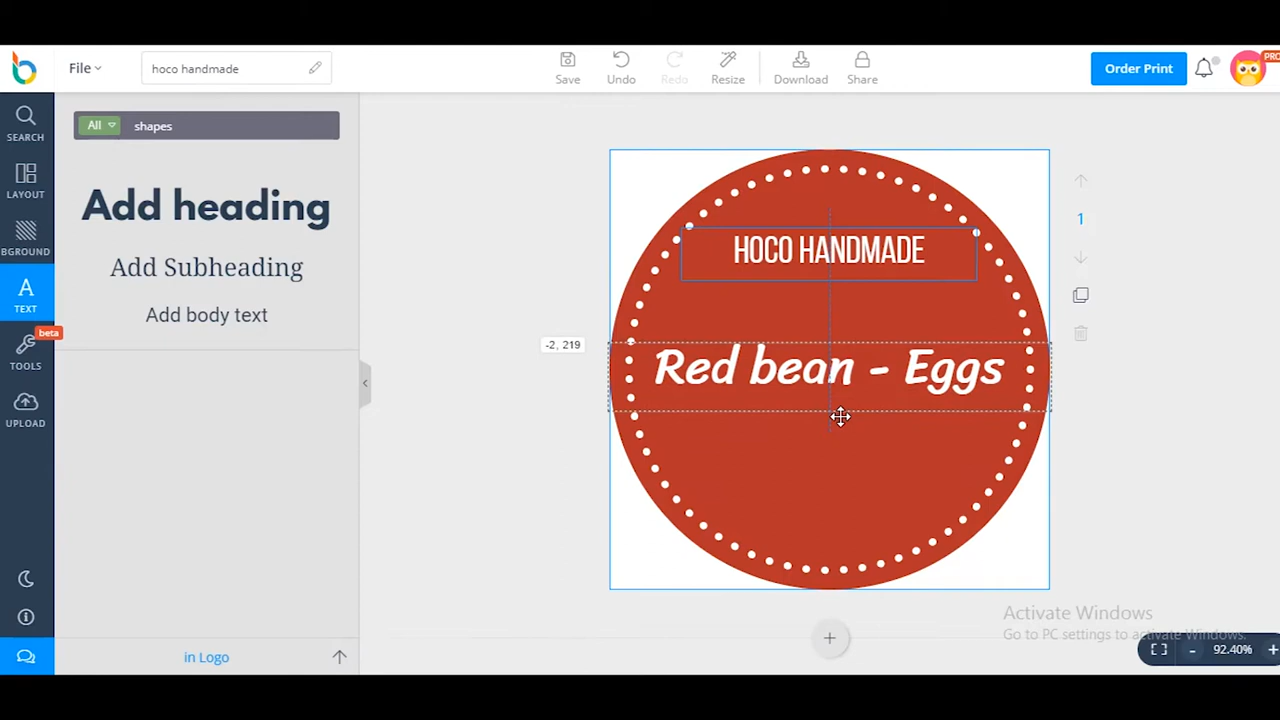 File
hoco handmade
Save
Undo
Redo
Resize
Download
Share
Order Print
PRO
SEARCH
LAYOUT
BGROUND
TEXT
beta
TOOLS
UPLOAD
All
shapes
Add heading
Add Subheading
Add body text
in Logo
-2, 219
HOCO HANDMADE
Red bean - Eggs
1
Activate Windows
Go to PC settings to activate Windows.
- 92.40% +